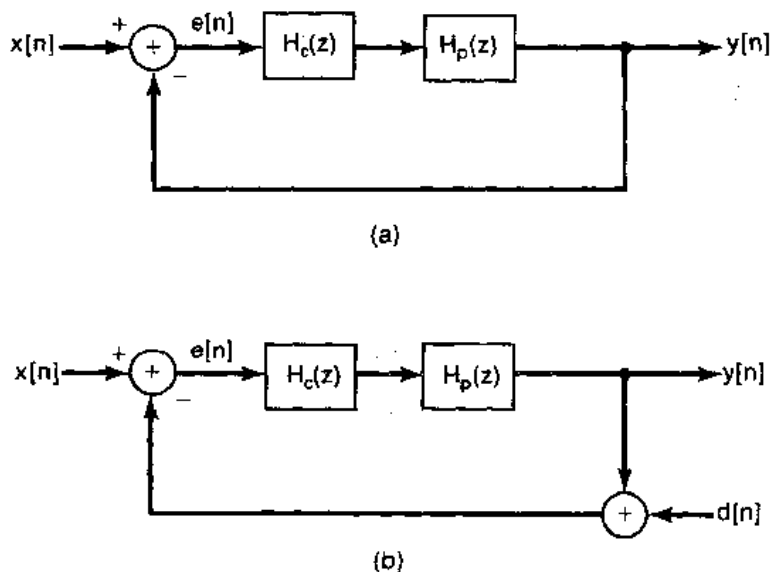 x[n] + + − e[n] H_c(z) H_p(z) y[n]
(a)
x[n] + + − e[n] H_c(z) H_p(z) y[n]
+ d[n]
(b)